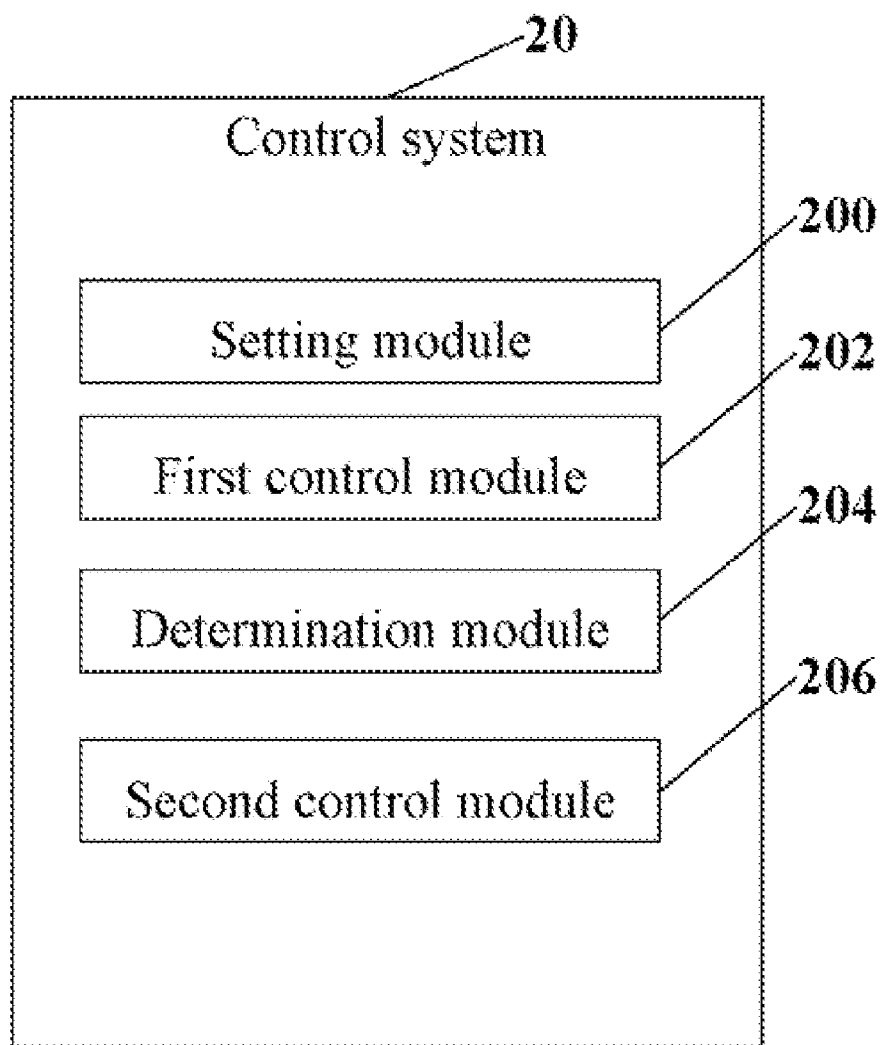 20
Control system
200
Setting module
202
First control module
204
Determination module
206
Second control module